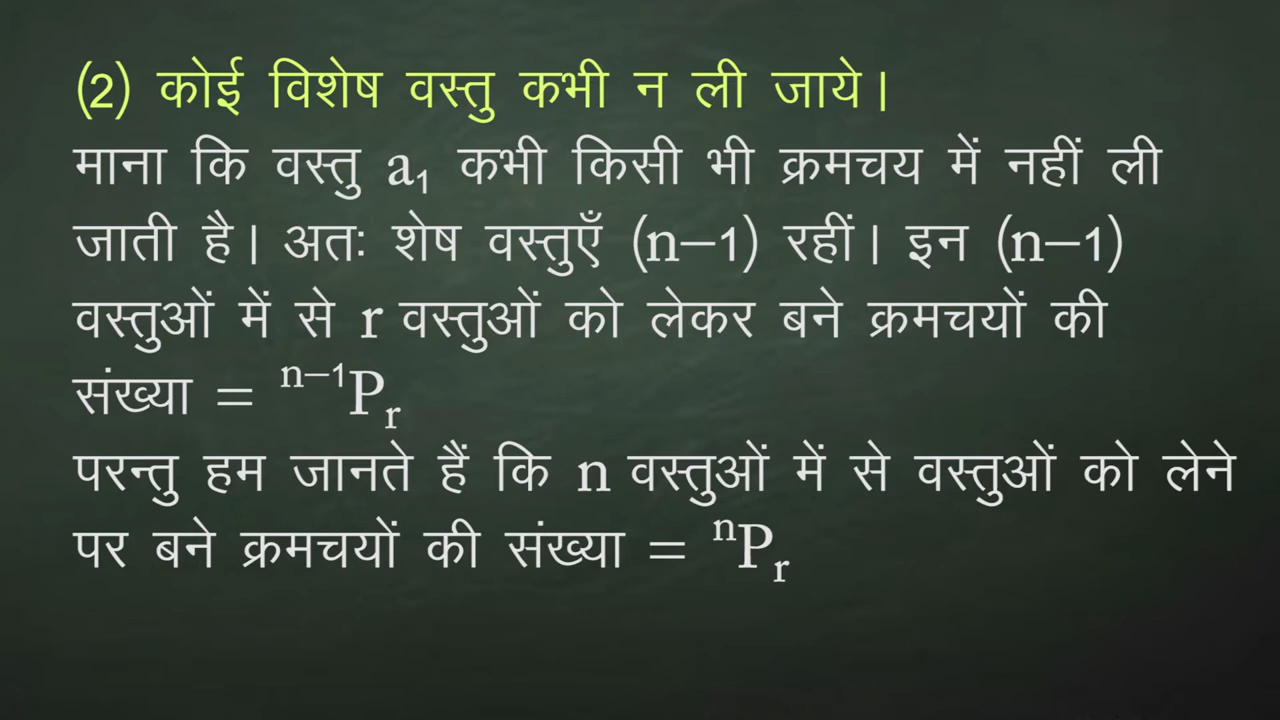 (2) कोई विशेष वस्तु कभी न ली जाये।
माना कि वस्तु a₁ कभी किसी भी क्रमचय में नहीं ली
जाती है। अतः शेष वस्तुएँ (n−1) रहीं। इन (n−1)
वस्तुओं में से r वस्तुओं को लेकर बने क्रमचयों की
संख्या = ⁿ⁻¹Pᵣ
परन्तु हम जानते हैं कि n वस्तुओं में से वस्तुओं को लेने
पर बने क्रमचयों की संख्या = ⁿPᵣ